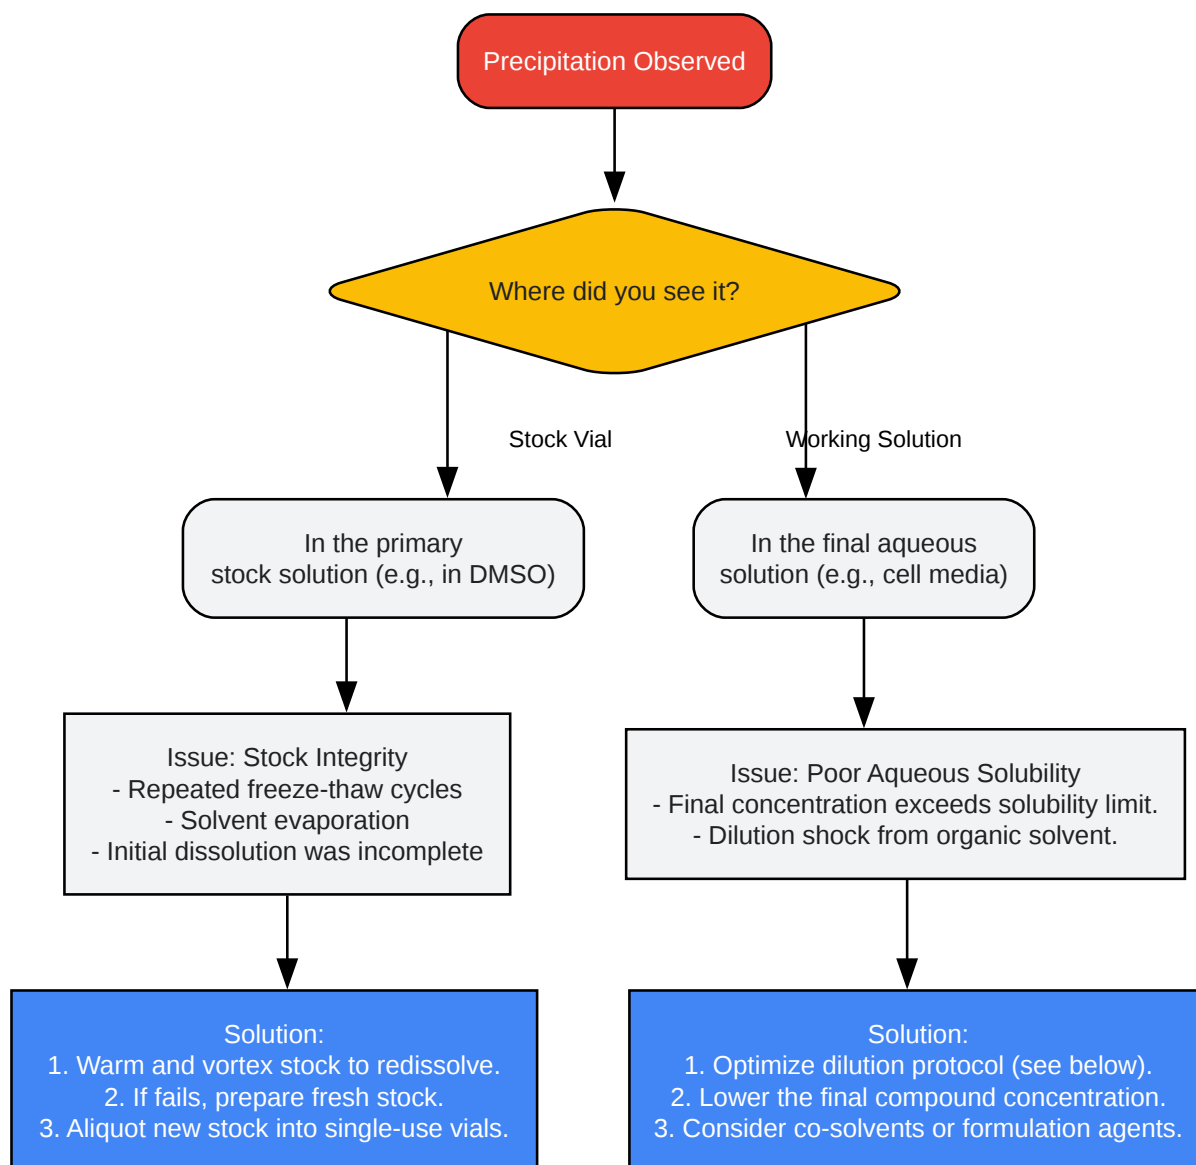 Precipitation Observed
Where did you see it?
Stock Vial
Working Solution
In the primary
stock solution (e.g., in DMSO)
In the final aqueous
solution (e.g., cell media)
Issue: Stock Integrity
- Repeated freeze-thaw cycles
- Solvent evaporation
- Initial dissolution was incomplete
Issue: Poor Aqueous Solubility
- Final concentration exceeds solubility limit.
- Dilution shock from organic solvent.
Solution:
1. Warm and vortex stock to redissolve.
2. If fails, prepare fresh stock.
3. Aliquot new stock into single-use vials.
Solution:
1. Optimize dilution protocol (see below).
2. Lower the final compound concentration.
3. Consider co-solvents or formulation agents.